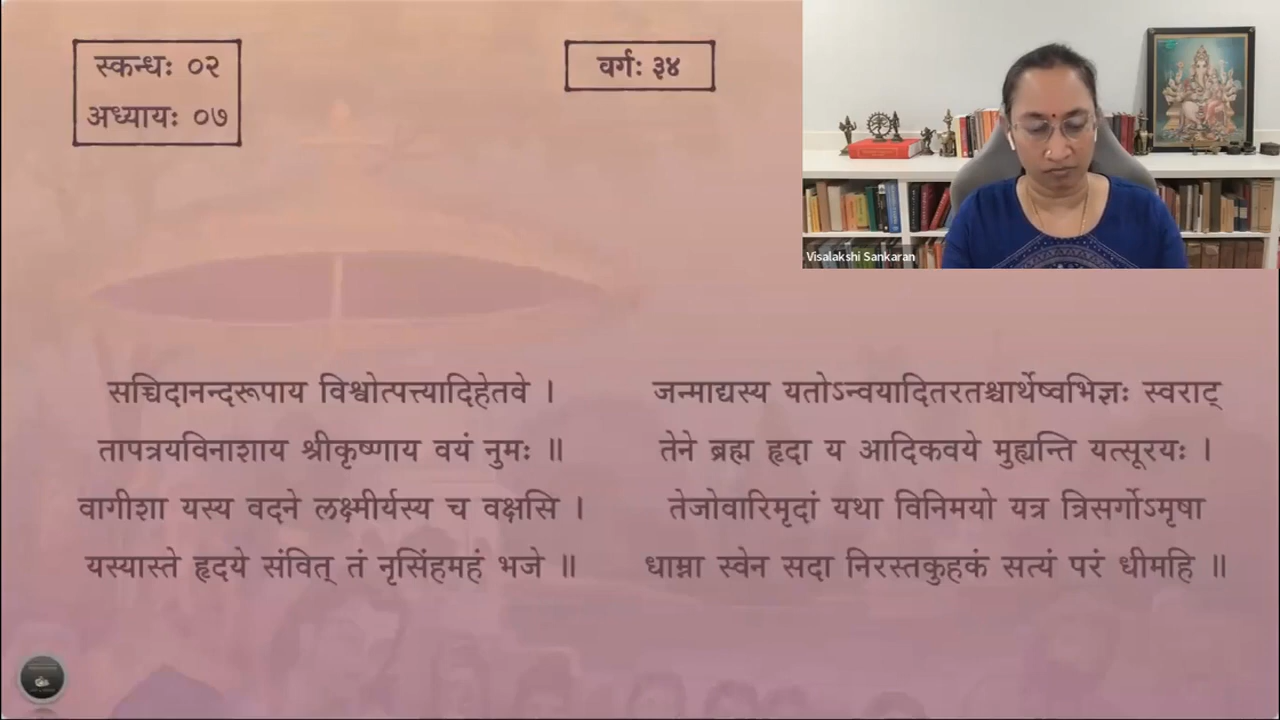 स्कन्धः ०२
अध्यायः ०७
वर्गः ३४
Visalakshi Sankaran
सच्चिदानन्दरूपाय विश्वोत्पत्त्यादिहेतवे ।
तापत्रयविनाशाय श्रीकृष्णाय वयं नुमः ॥
वागीशा यस्य वदने लक्ष्मीर्यस्य च वक्षसि ।
यस्यास्ते हृदये संवित् तं नृसिंहमहं भजे ॥
जन्माद्यस्य यतोऽन्वयादितरतश्चार्थेष्वभिज्ञः स्वराट्
तेने ब्रह्म हृदा य आदिकवये मुह्यन्ति यत्सूरयः ।
तेजोवारिमृदां यथा विनिमयो यत्र त्रिसर्गोऽमृषा
धाम्ना स्वेन सदा निरस्तकुहकं सत्यं परं धीमहि ॥